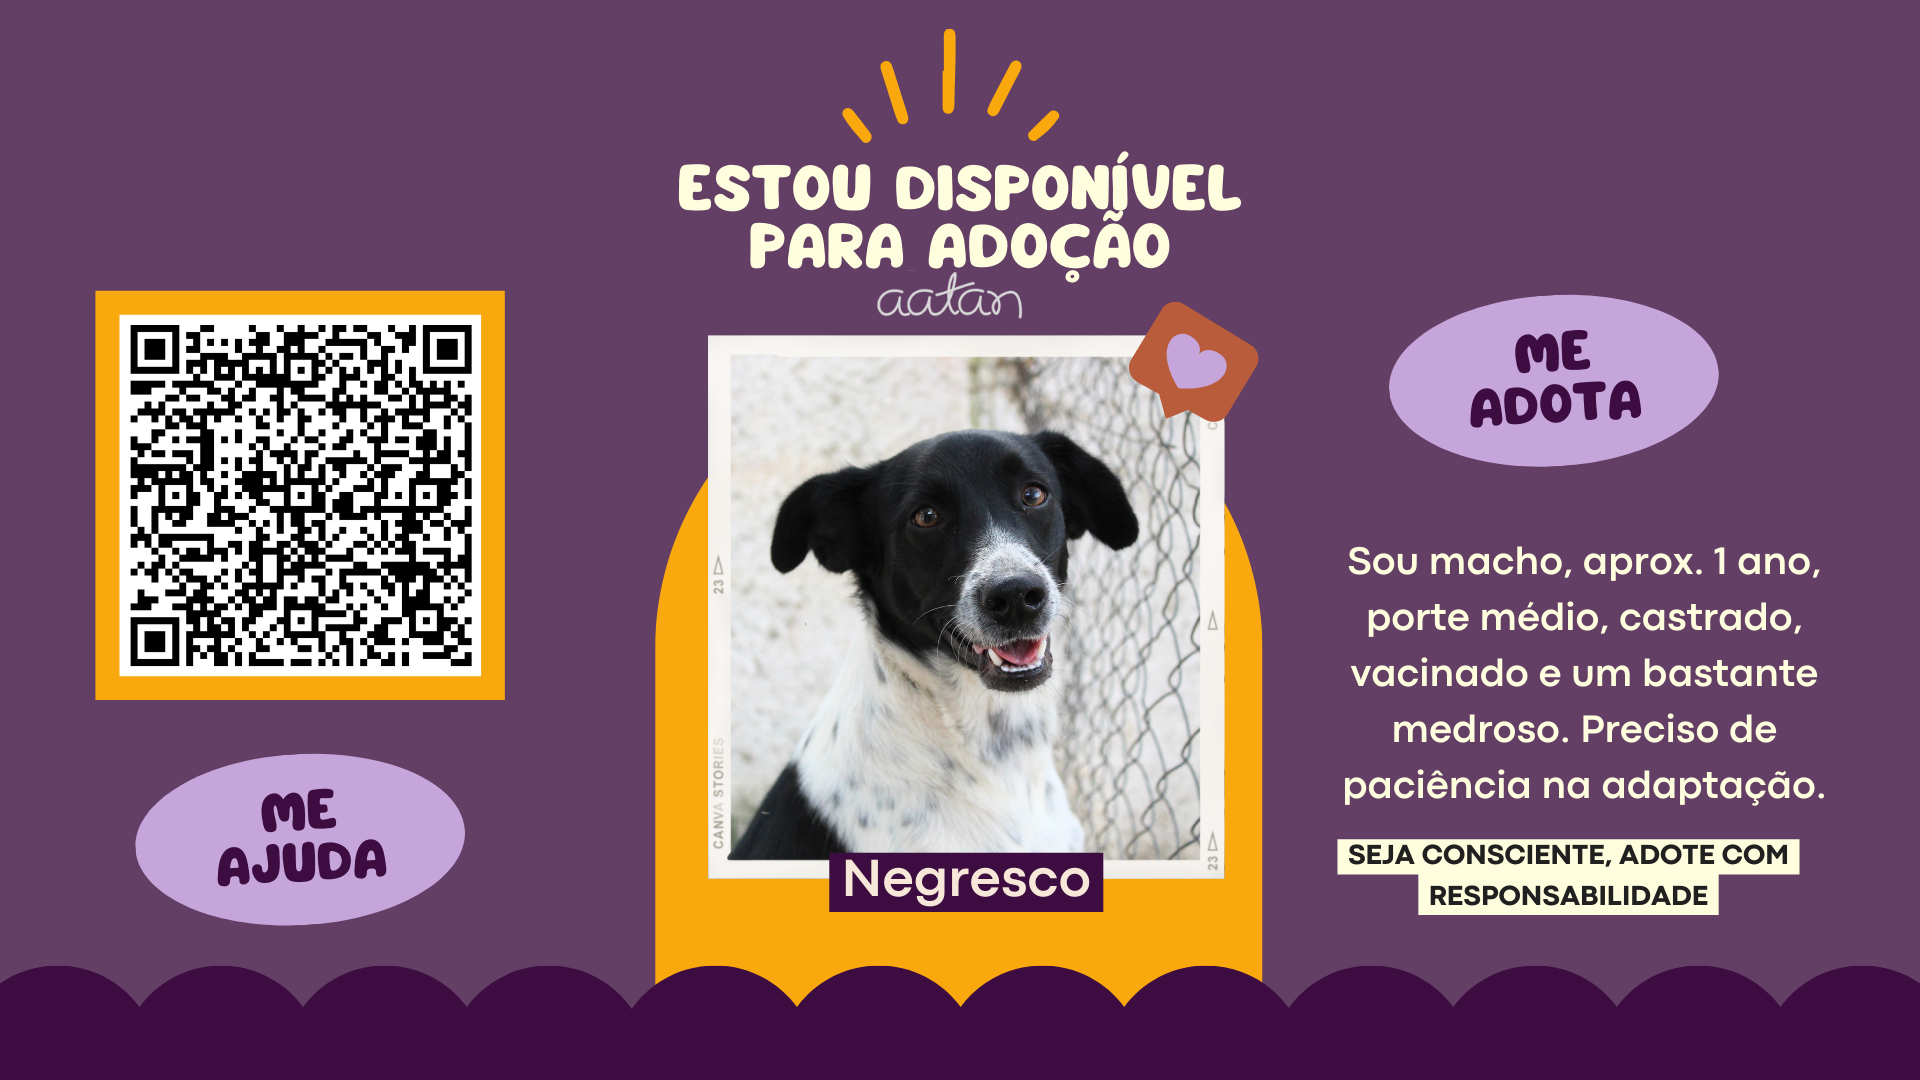 ESTOU DISPONÍVEL
PARA ADOÇÃO
aatan
ME
AJUDA
23
CANVA STORIES
23
Negresco
ME
ADOTA
Sou macho, aprox. 1 ano,
porte médio, castrado,
vacinado e um bastante
medroso. Preciso de
paciência na adaptação.
SEJA CONSCIENTE, ADOTE COM
RESPONSABILIDADE